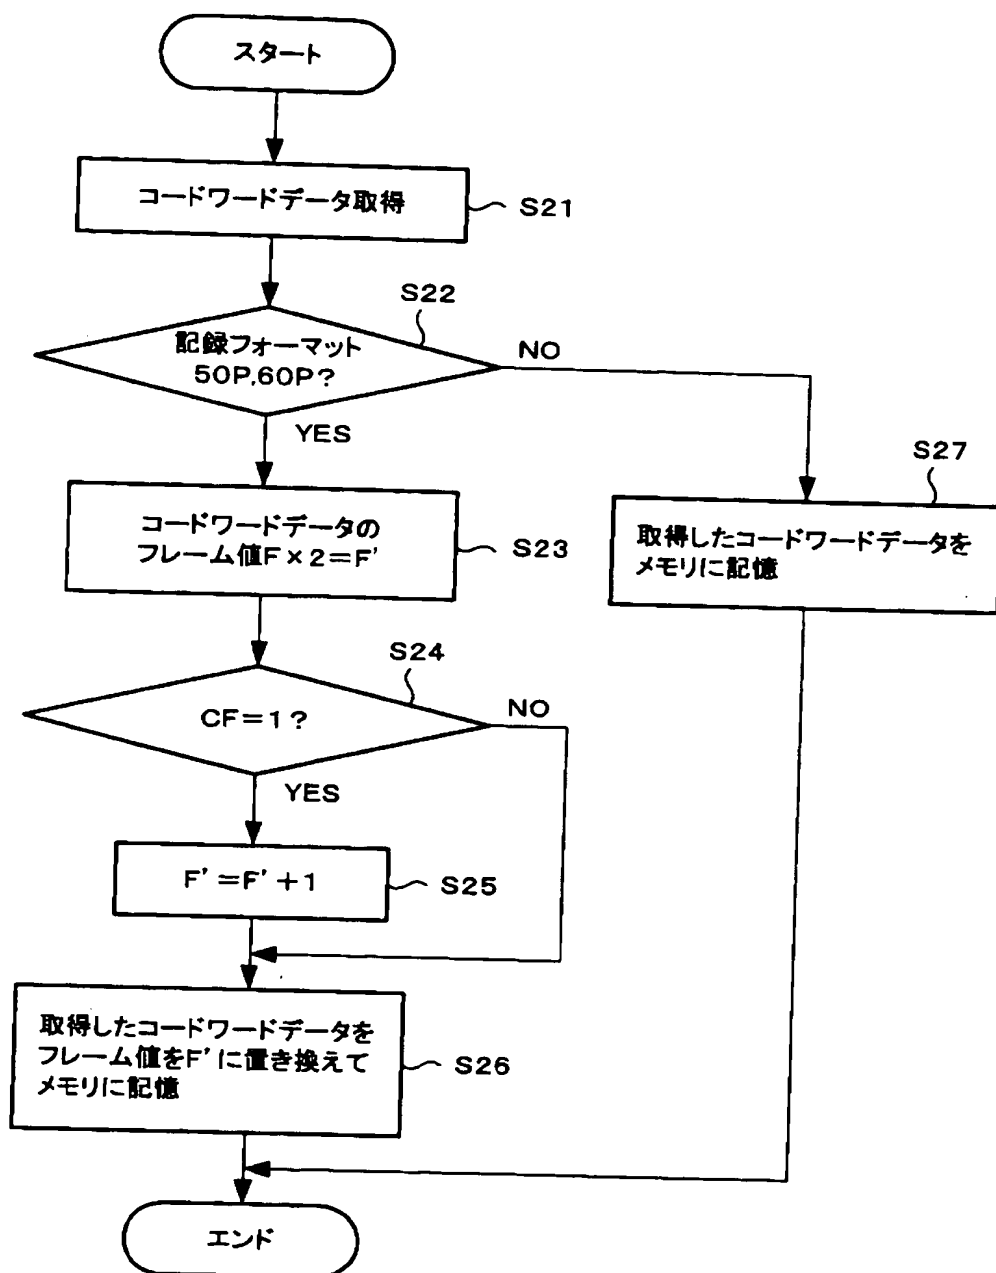 スタート
コードワードデータ取得
S21
S22
記録フォーマット
50P,60P?
NO
YES
S27
コードワードデータの
フレーム値F×2=F'
S23
取得したコードワードデータを
メモリに記憶
S24
CF=1?
NO
YES
F'=F'+1
S25
取得したコードワードデータを
フレーム値をF'に置き換えて
メモリに記憶
S26
エンド